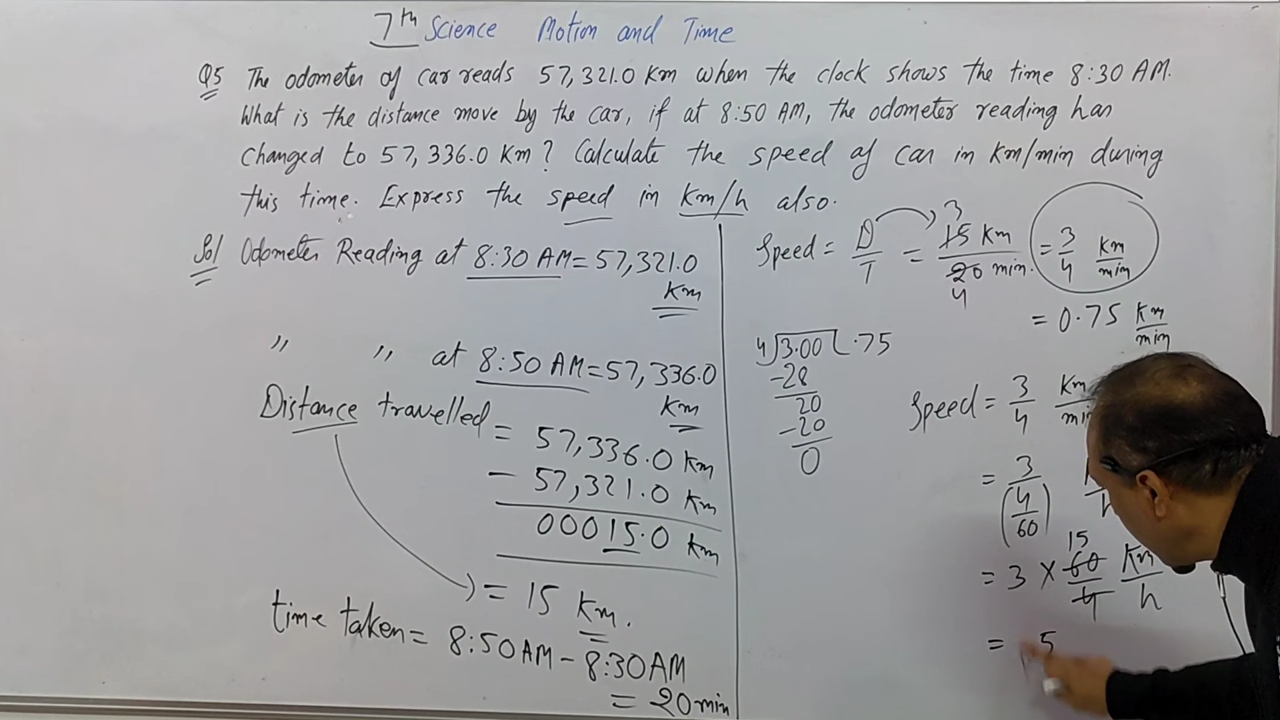 7th Science Motion and Time
Q5 The odometer of car reads 57,321.0 Km when the clock shows the time 8:30 AM.
What is the distance move by the car, if at 8:50 AM, the odometer reading has
changed to 57,336.0 Km? Calculate the speed of car in Km/min during
this time. Express the speed in Km/h also.
Sol Odometer Reading at 8:30 AM = 57,321.0
Km
" " at 8:50 AM = 57,336.0
Km
Distance travelled
= 57,336.0 Km
- 57,321.0 Km
00015.0 Km
= 15 Km.
time taken = 8:50 AM - 8:30 AM
= 20 min
Speed = D/T = 15 Km/20 min. = 3/4 Km/min
3
4
= 0.75 Km/min
4 3.00 .75
-28
20
-20
0
Speed = 3/4 Km
= 3/(4/60)
15
= 3 × 60/4 Km/h
= 5